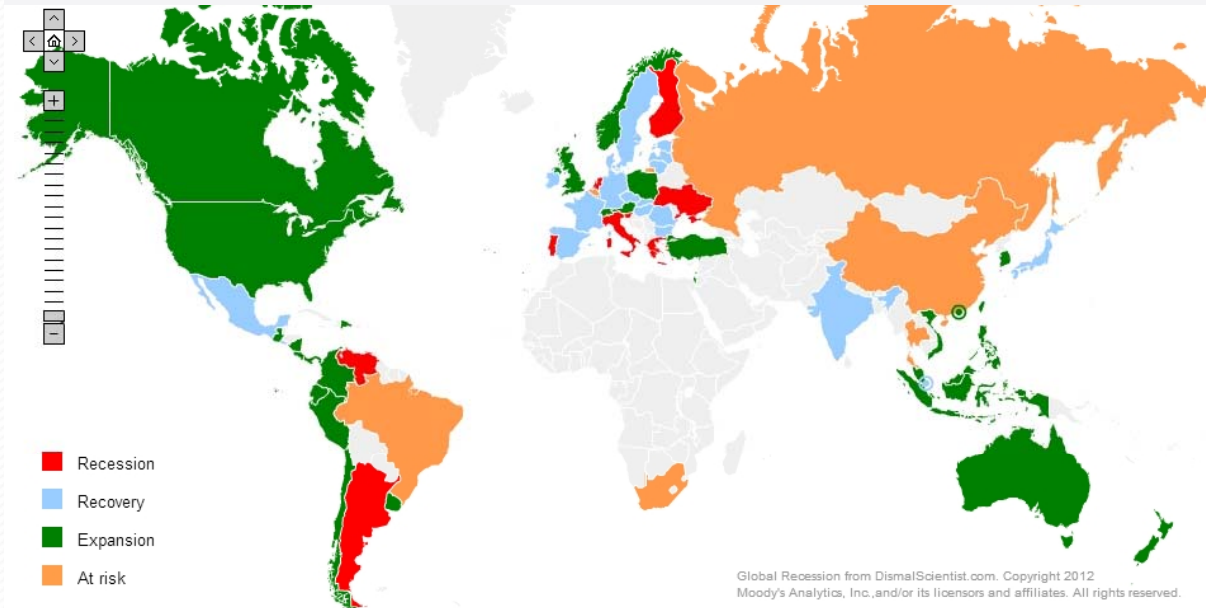 Recession
Recovery
Expansion
At risk
Global Recession from DismalScientist.com. Copyright 2012
Moody's Analytics, Inc.,and/or its licensors and affiliates. All rights reserved.